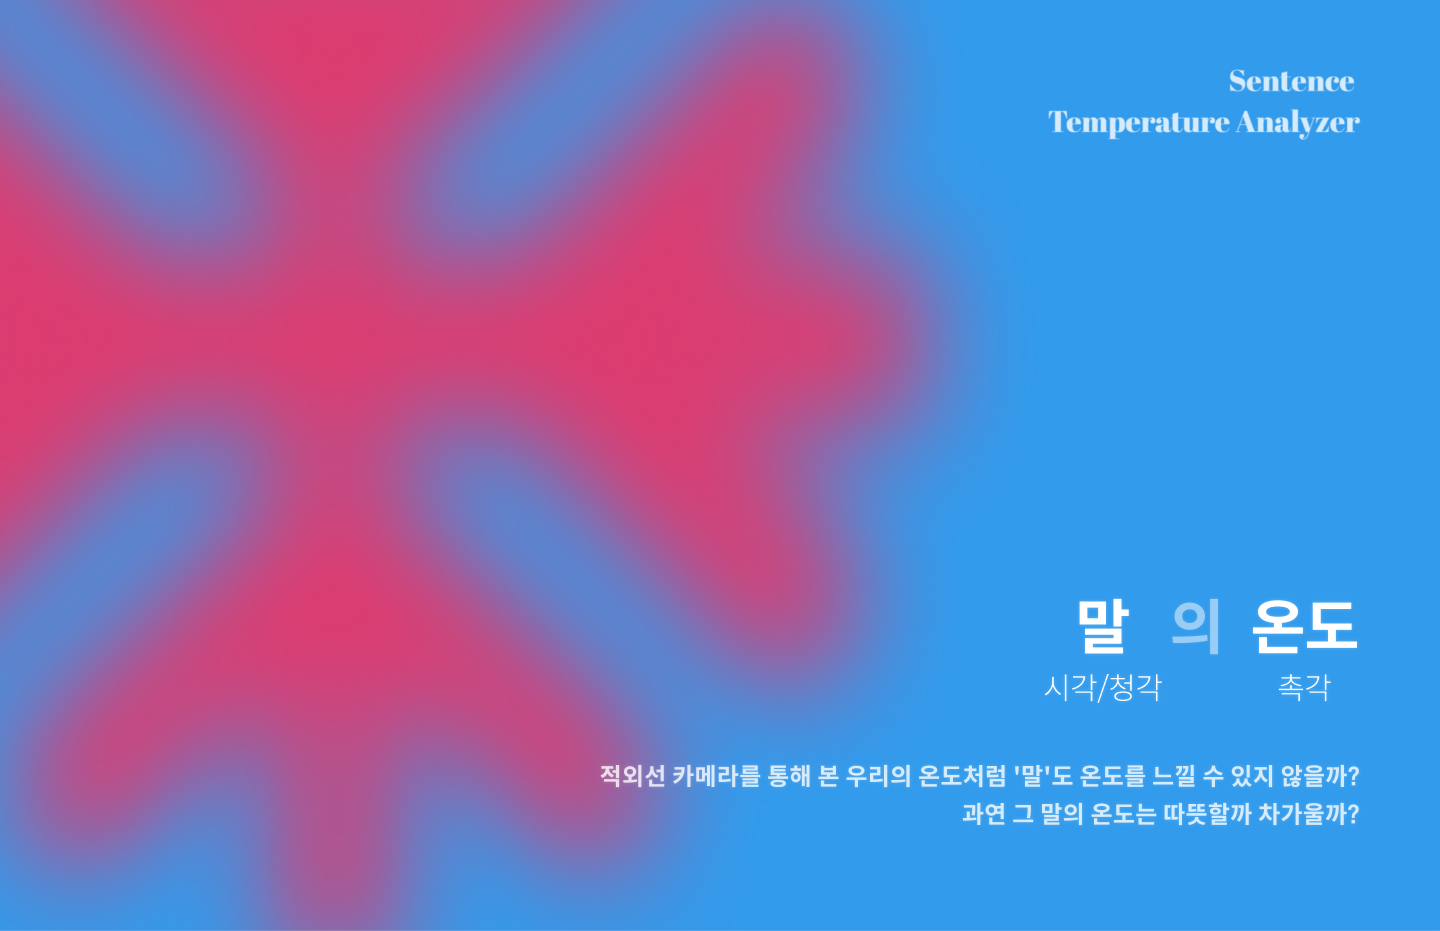 Sentence
Temperature Analyzer
말 의 온도
시각/청각 촉각
적외선 카메라를 통해 본 우리의 온도처럼 '말'도 온도를 느낄 수 있지 않을까?
과연 그 말의 온도는 따뜻할까 차가울까?